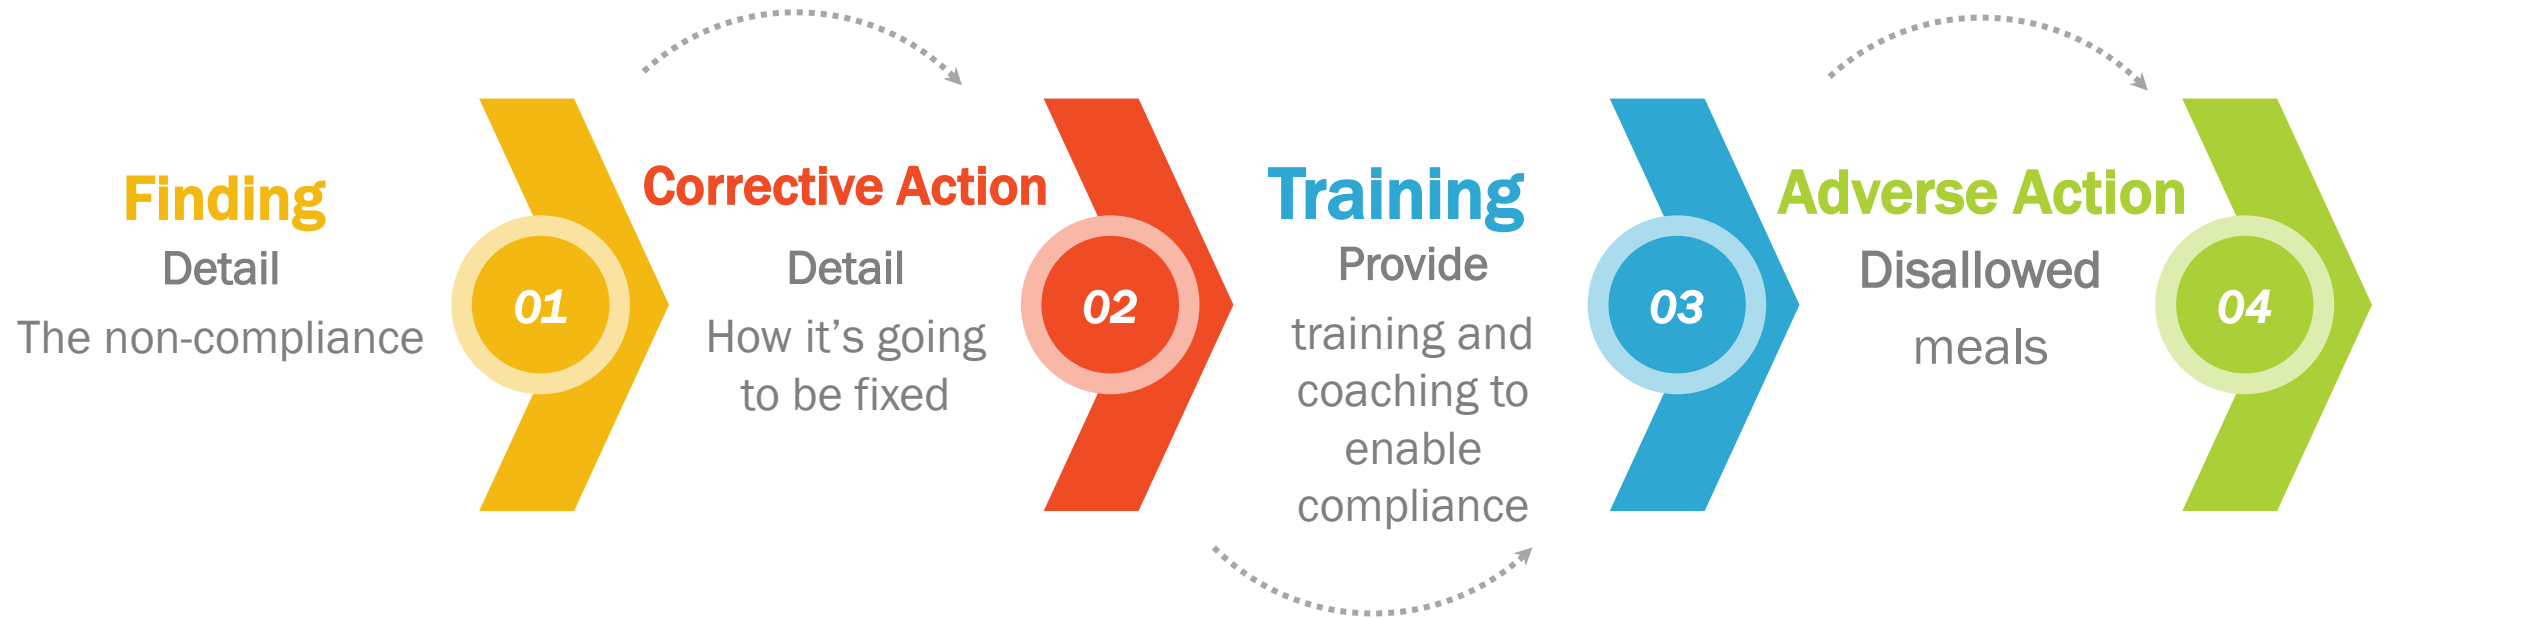 Finding
Detail
The non-compliance
01
Corrective Action
Detail
How it’s going
to be fixed
02
Training
Provide
training and
coaching to
enable
compliance
03
Adverse Action
Disallowed
meals
04